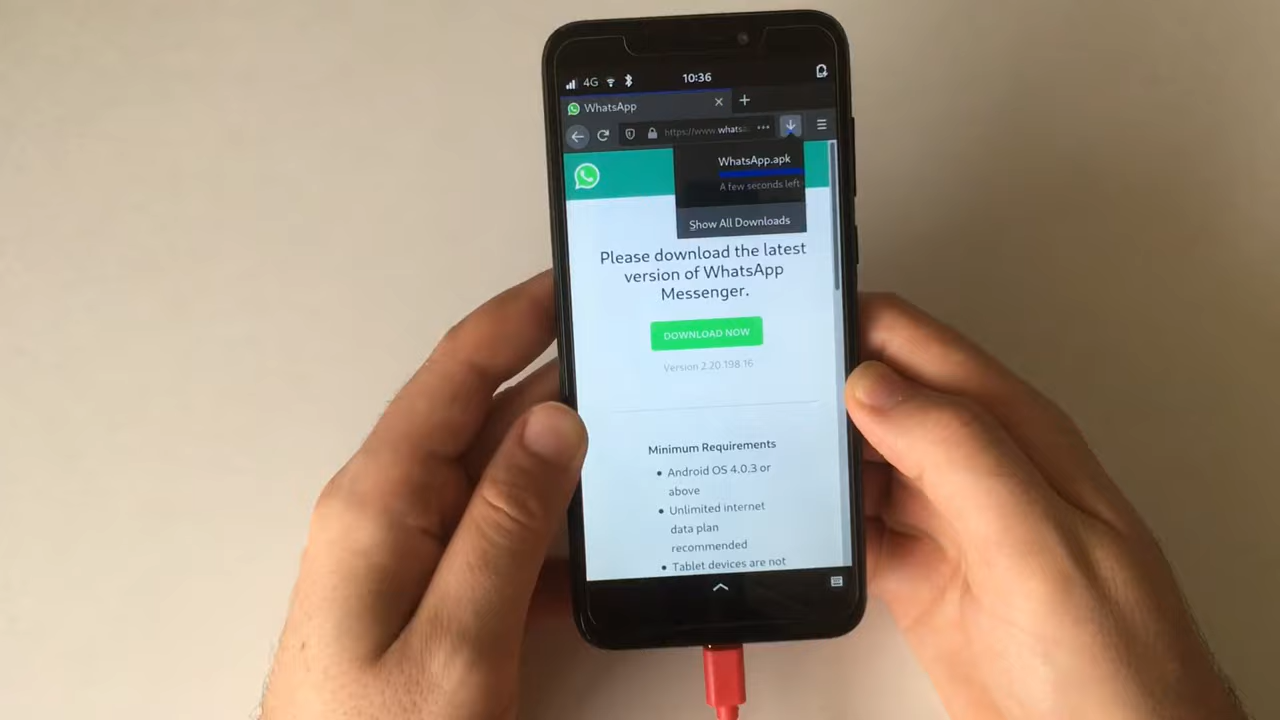 4G
10:36
WhatsApp
https://www.whatsa
WhatsApp.apk
A few seconds left
Show All Downloads
Please download the latest
version of WhatsApp
Messenger.
DOWNLOAD NOW
Version 2.20.198.16
Minimum Requirements
Android OS 4.0.3 or
above
Unlimited internet
data plan
recommended
Tablet devices are not